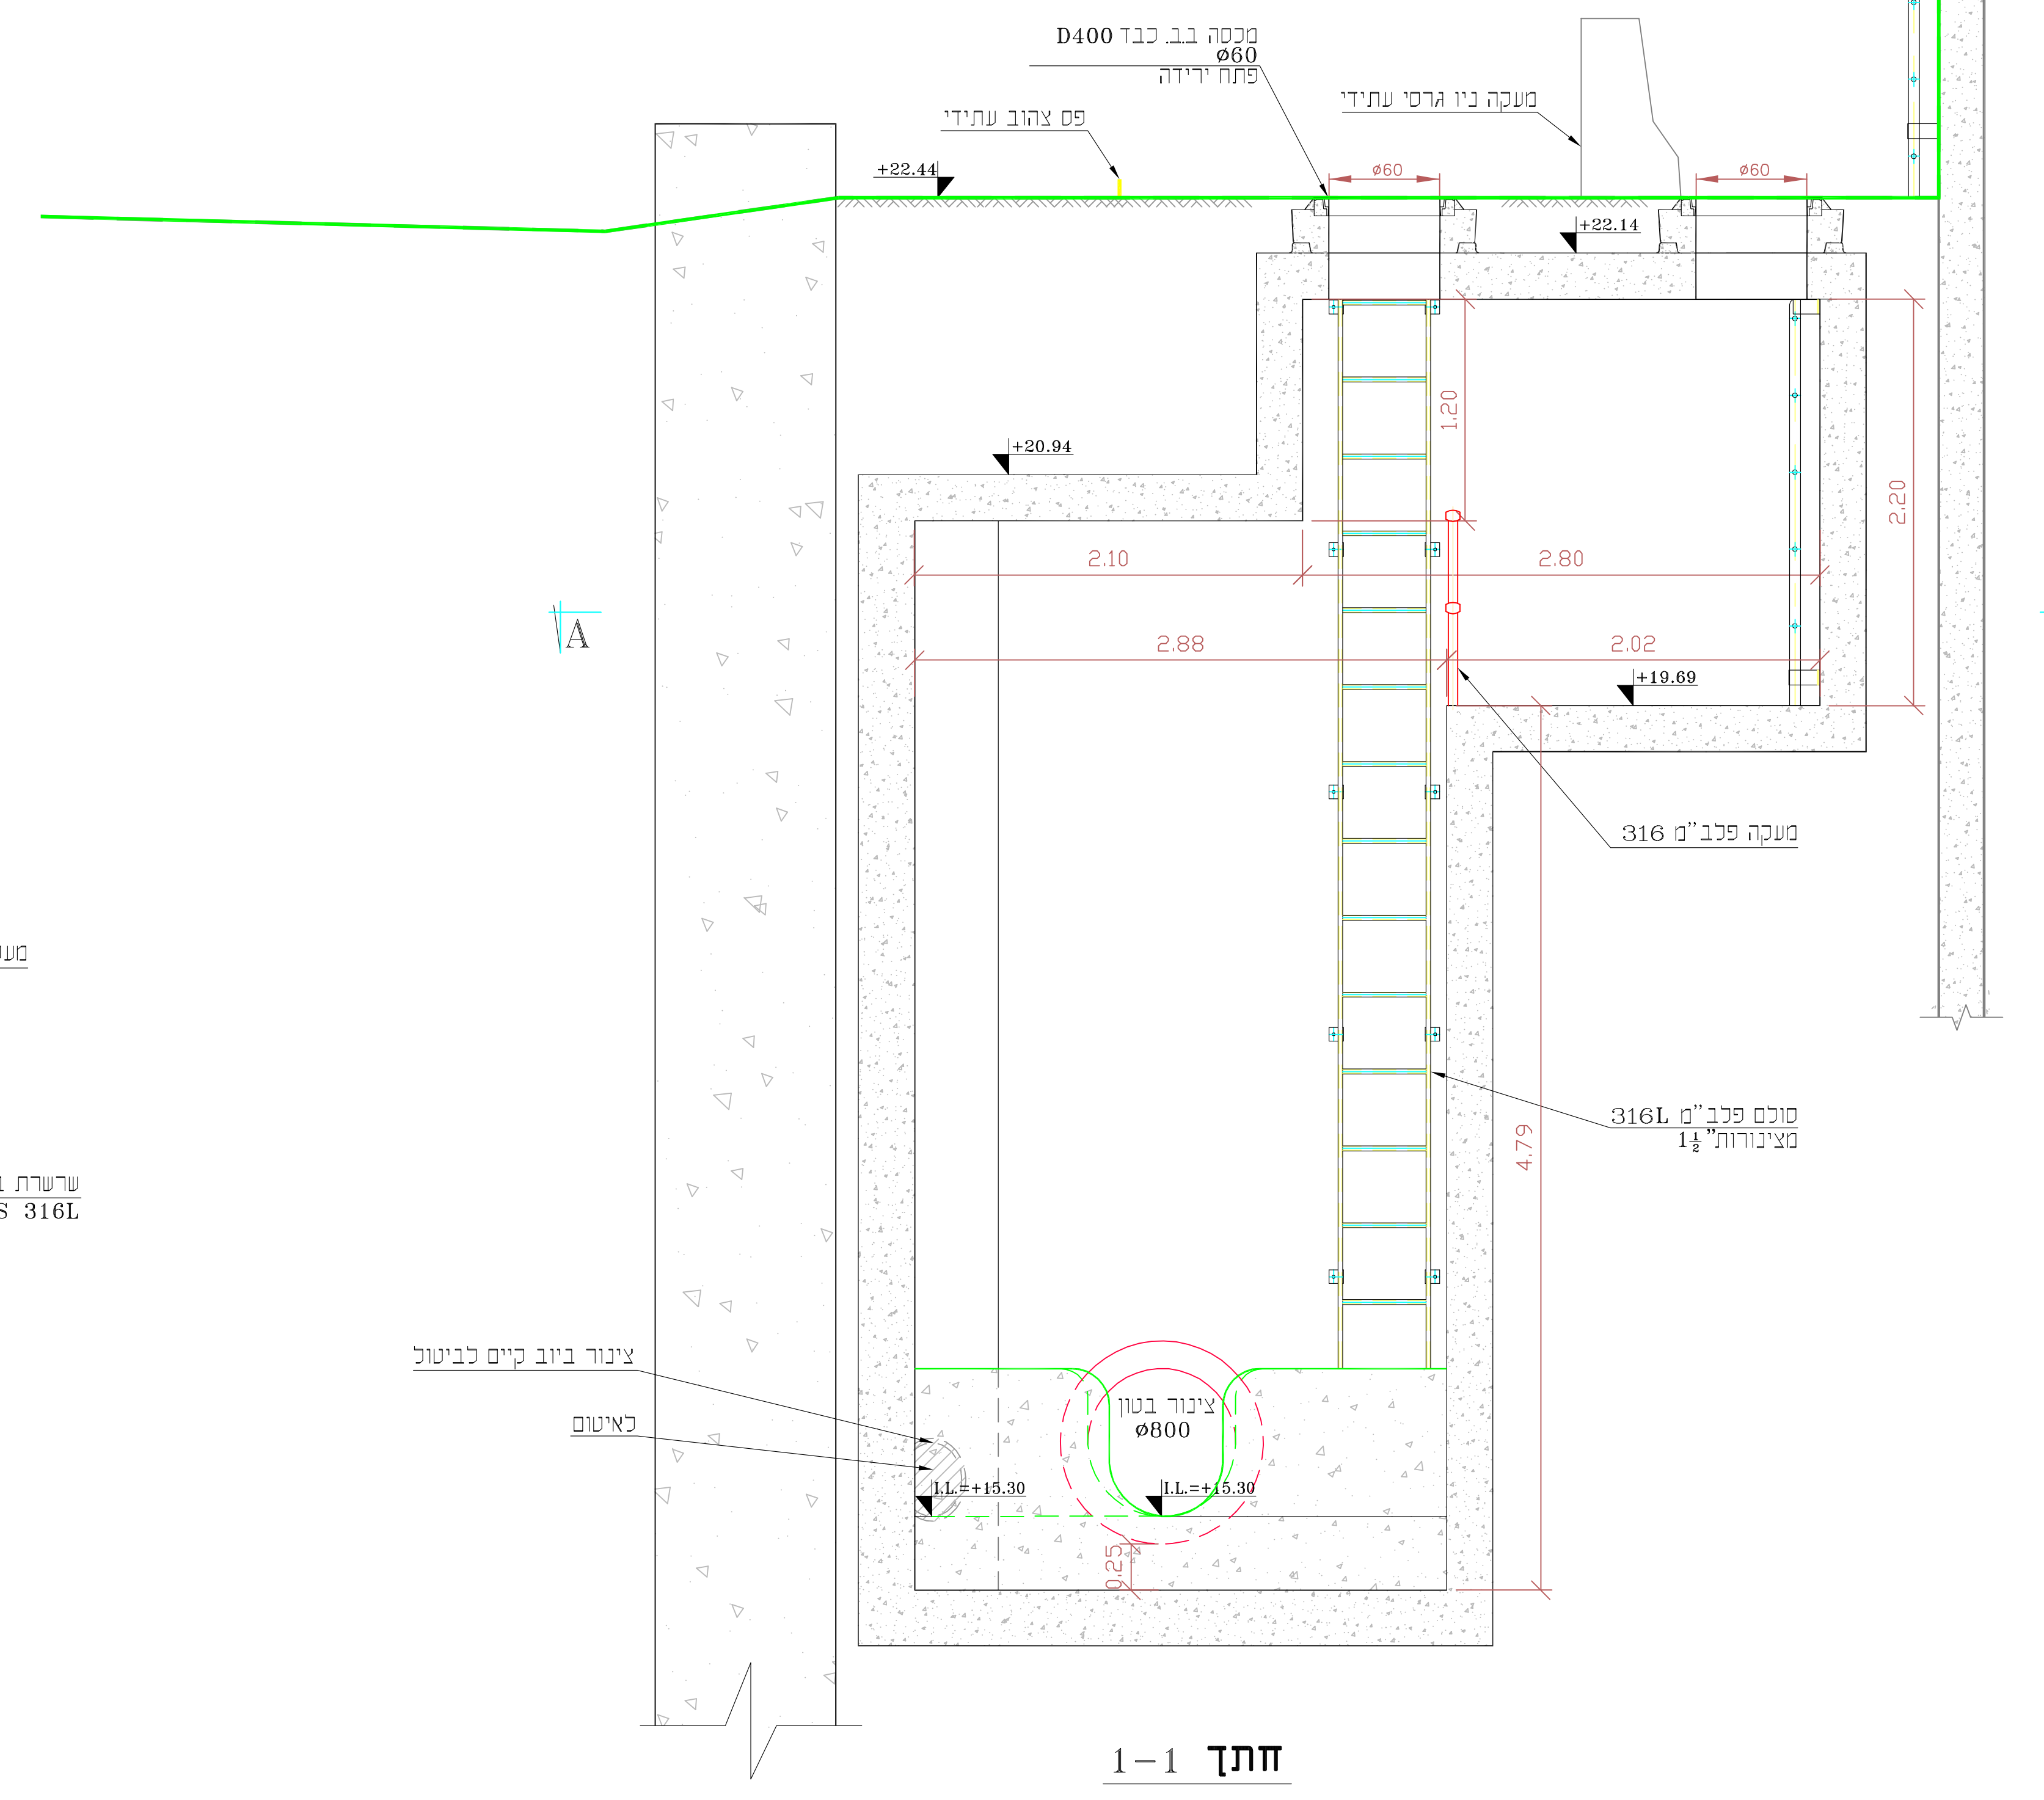 מכסה ב.ב. כבד D400
ø60
פתח ירידה
מעקה ניו גרסי עתידי
פס צהוב עתידי
+22.44
ø60
ø60
+22.14
1.20
+20.94
2.20
2.10
2.80
A
2.88
2.02
+19.69
מעקה פלב"מ 316
סולם פלב"מ 316L
מצינורות "1½
4.79
שרשרת
S 316L
צינור ביוב קיים לביטול
לאיטום
צינור בטון
ø800
I.L.=+15.30
I.L.=+15.30
0.25
חתך 1-1